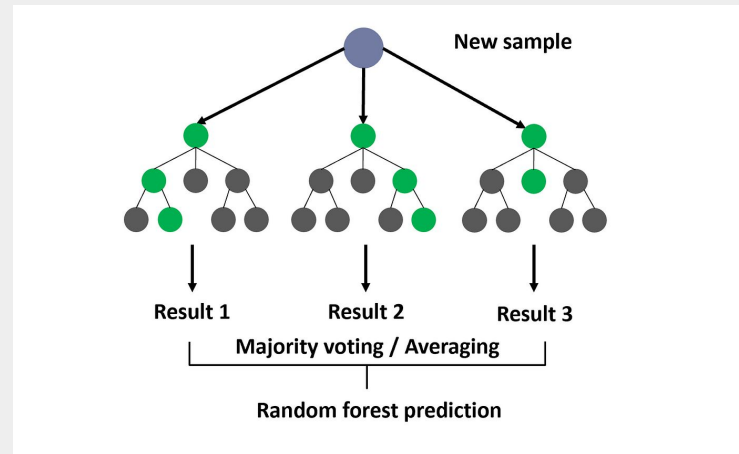 New sample
Result 1
Result 2
Result 3
Majority voting / Averaging
Random forest prediction